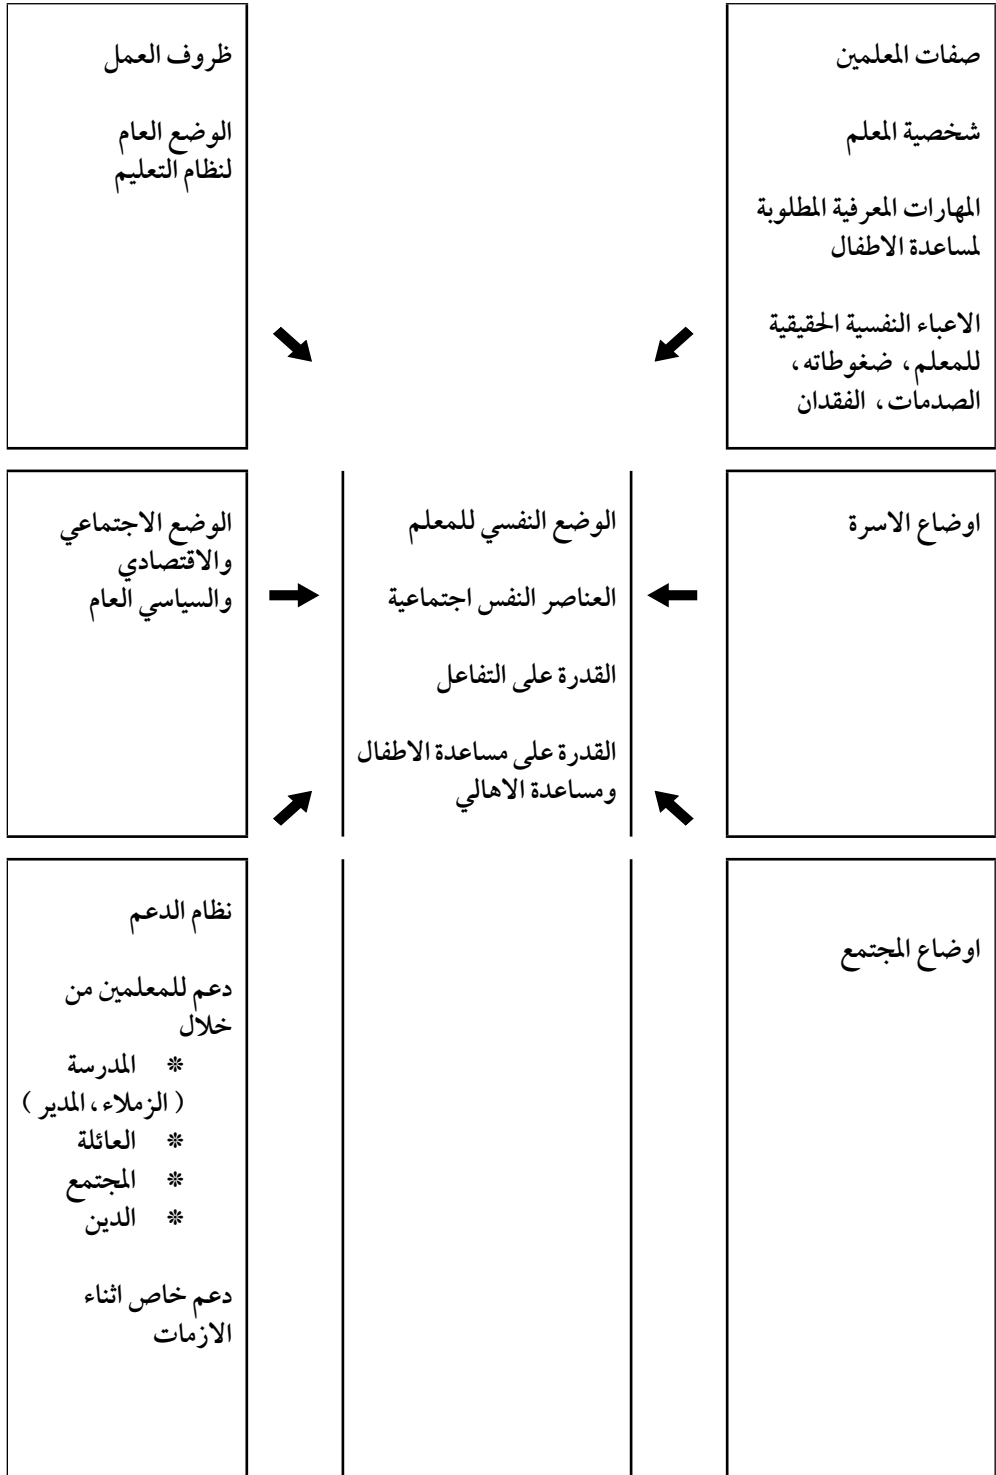 صفات المعلمين
شخصية المعلم
المهارات المعرفية المطلوبة
لمساعدة الاطفال
الاعباء النفسية الحقيقية
للمعلم، ضغوطاته،
الصدمات، الفقدان
ظروف العمل
الوضع العام
لنظام التعليم
اوضاع الاسرة
الوضع النفسي للمعلم
العناصر النفس اجتماعية
القدرة على التفاعل
القدرة على مساعدة الاطفال
ومساعدة الاهالي
الوضع الاجتماعي
والاقتصادي
والسياسي العام
اوضاع المجتمع
نظام الدعم
دعم للمعلمين من
خلال
* المدرسة
( الزملاء، المدير )
* العائلة
* المجتمع
* الدين
دعم خاص اثناء
الازمات